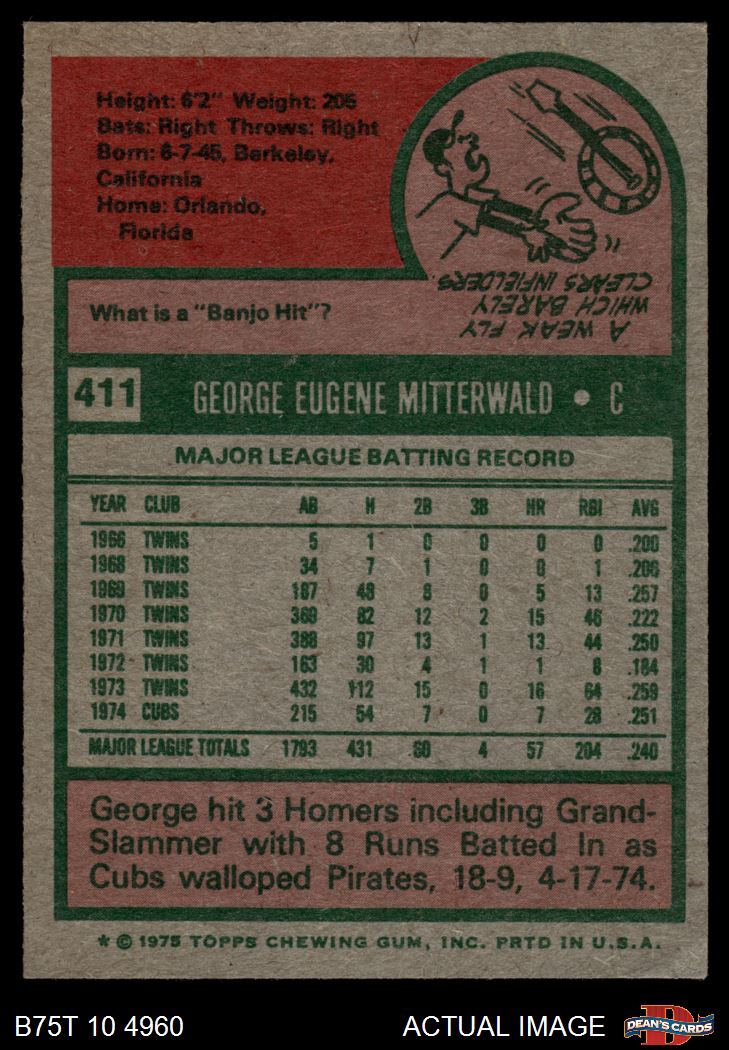 Height: 6'2" Weight: 205
Bats: Right Throws: Right
Born: 6-7-45, Berkeley,
California
Home: Orlando,
Florida
What is a "Banjo Hit"?
A WEAK FLY
WHICH BARELY
CLEARS INFIELDERS.
411 GEORGE EUGENE MITTERWALD • C
MAJOR LEAGUE BATTING RECORD
YEAR CLUB AB H 2B 3B HR RBI AVG
1966 TWINS 5 1 0 0 0 0 .200
1968 TWINS 34 7 1 0 0 1 .206
1969 TWINS 187 48 8 0 5 13 .257
1970 TWINS 369 82 12 2 15 46 .222
1971 TWINS 388 97 13 1 13 44 .250
1972 TWINS 163 30 4 1 1 8 .184
1973 TWINS 432 112 15 0 16 64 .259
1974 CUBS 215 54 7 0 7 28 .251
MAJOR LEAGUE TOTALS 1793 431 60 4 57 204 .240
George hit 3 Homers including Grand-
Slammer with 8 Runs Batted In as
Cubs walloped Pirates, 18-9, 4-17-74.
* © 1975 TOPPS CHEWING GUM, INC. PRTD IN U.S.A.
B75T 10 4960 ACTUAL IMAGE DEAN'S CARDS